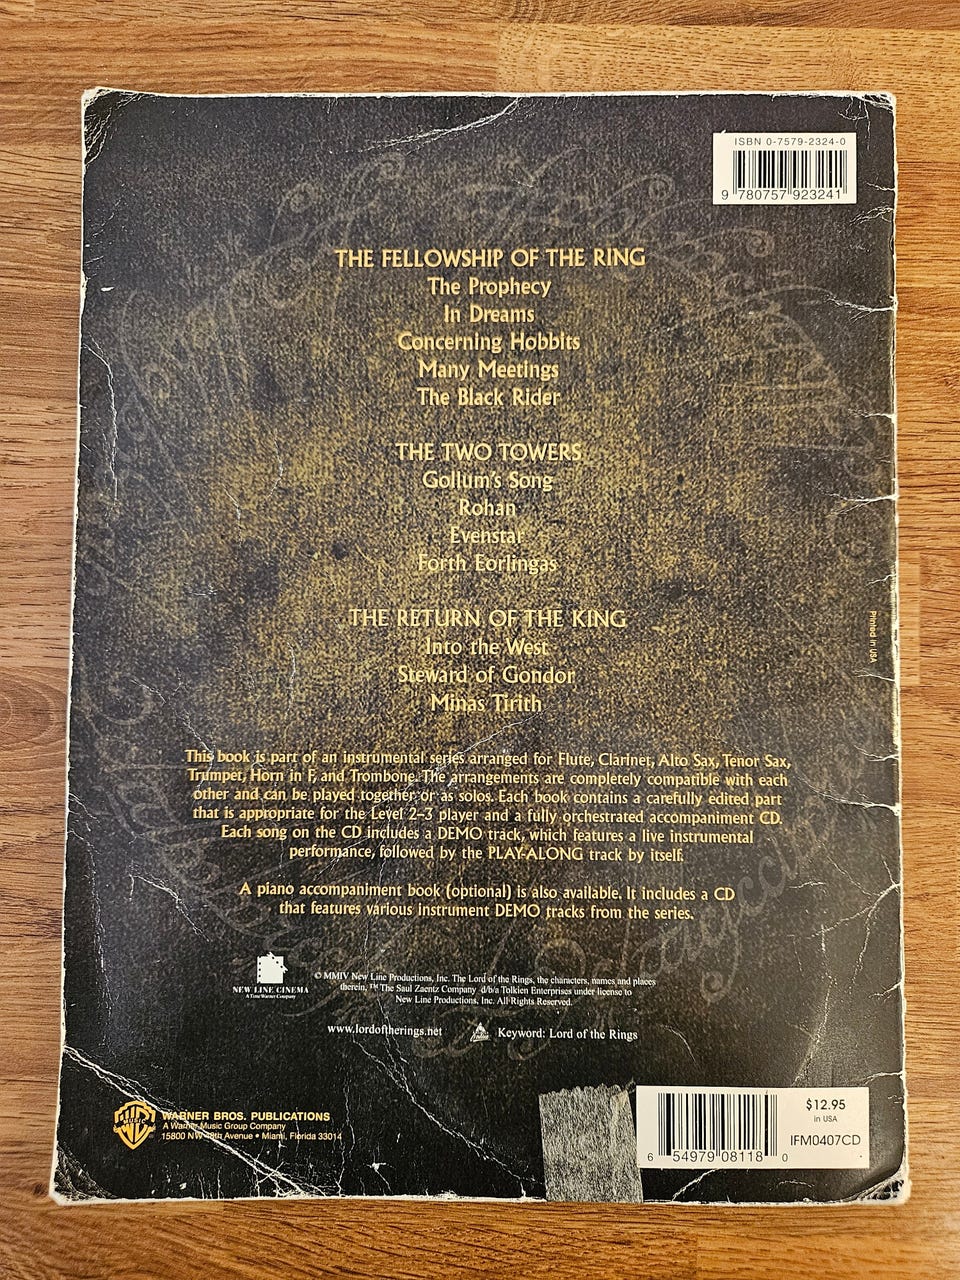 ISBN 0-7579-2324-0
9 780757 923241
THE FELLOWSHIP OF THE RING
The Prophecy
In Dreams
Concerning Hobbits
Many Meetings
The Black Rider
THE TWO TOWERS
Gollum's Song
Rohan
Evenstar
Forth Eorlingas
THE RETURN OF THE KING
Into the West
Steward of Gondor
Minas Tirith
Printed in USA
This book is part of an instrumental series arranged for Flute, Clarinet, Alto Sax, Tenor Sax,
Trumpet, Horn in F, and Trombone. The arrangements are completely compatible with each
other and can be played together or as solos. Each book contains a carefully edited part
that is appropriate for the Level 2–3 player and a fully orchestrated accompaniment CD.
Each song on the CD includes a DEMO track, which features a live instrumental
performance, followed by the PLAY-ALONG track by itself.
A piano accompaniment book (optional) is also available. It includes a CD
that features various instrument DEMO tracks from the series.
NEW LINE CINEMA
A Time Warner Company
© MMIV New Line Productions, Inc. The Lord of the Rings, the characters, names and places
therein, ™ The Saul Zaentz Company d/b/a Tolkien Enterprises under license to
New Line Productions, Inc. All Rights Reserved.
www.lordoftherings.net
Keyword: Lord of the Rings
WB
MUSIC
WARNER BROS. PUBLICATIONS
A Warner Music Group Company
15800 NW 48th Avenue • Miami, Florida 33014
$12.95
in USA
IFM0407CD
6 54979 08118 0